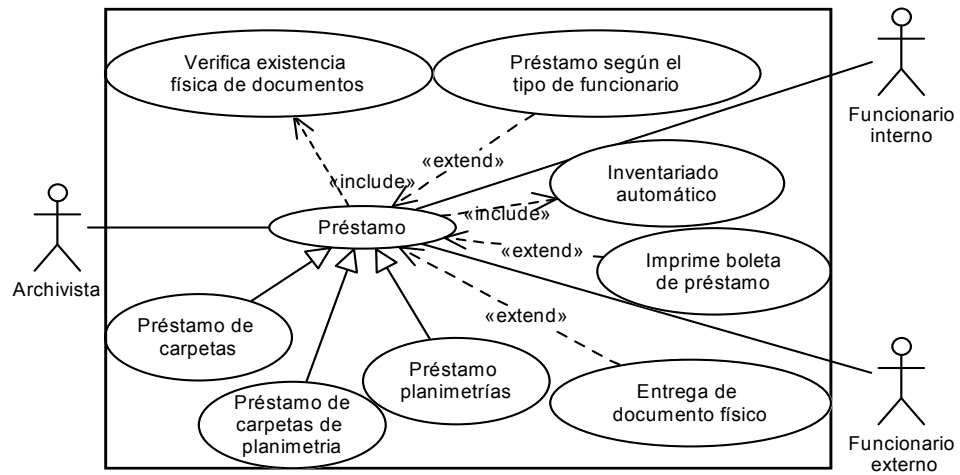 Verifica existencia
física de documentos
Préstamo según el
tipo de funcionario
Funcionario
interno
«extend»
«include»
Inventariado
automático
«include»
Préstamo
«extend»
Imprime boleta
de préstamo
Archivista
«extend»
Préstamo de
carpetas
Préstamo
planimetrías
Préstamo de
carpetas de
planimetria
Entrega de
documento físico
Funcionario
externo